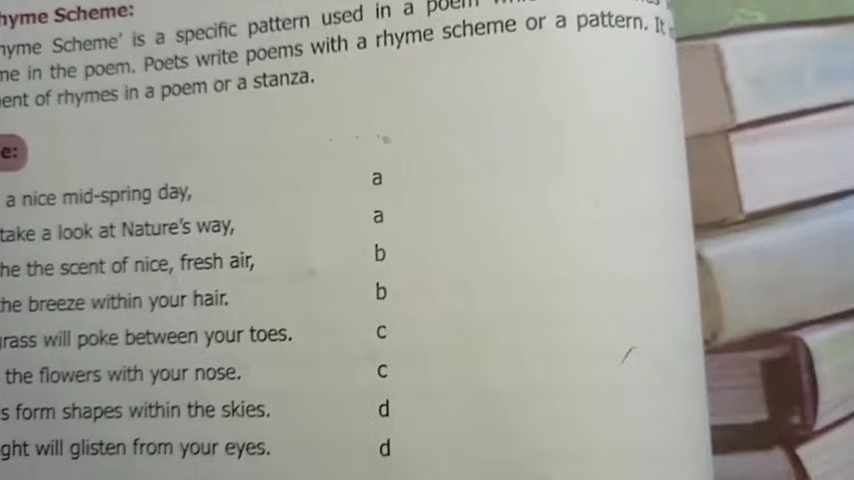 hyme Scheme:
hyme Scheme' is a specific pattern used in a poem
me in the poem. Poets write poems with a rhyme scheme or a pattern. It
ent of rhymes in a poem or a stanza.
e:
a nice mid-spring day, a
take a look at Nature's way, a
he the scent of nice, fresh air, b
he breeze within your hair. b
rass will poke between your toes. c
the flowers with your nose. c
s form shapes within the skies. d
ght will glisten from your eyes. d